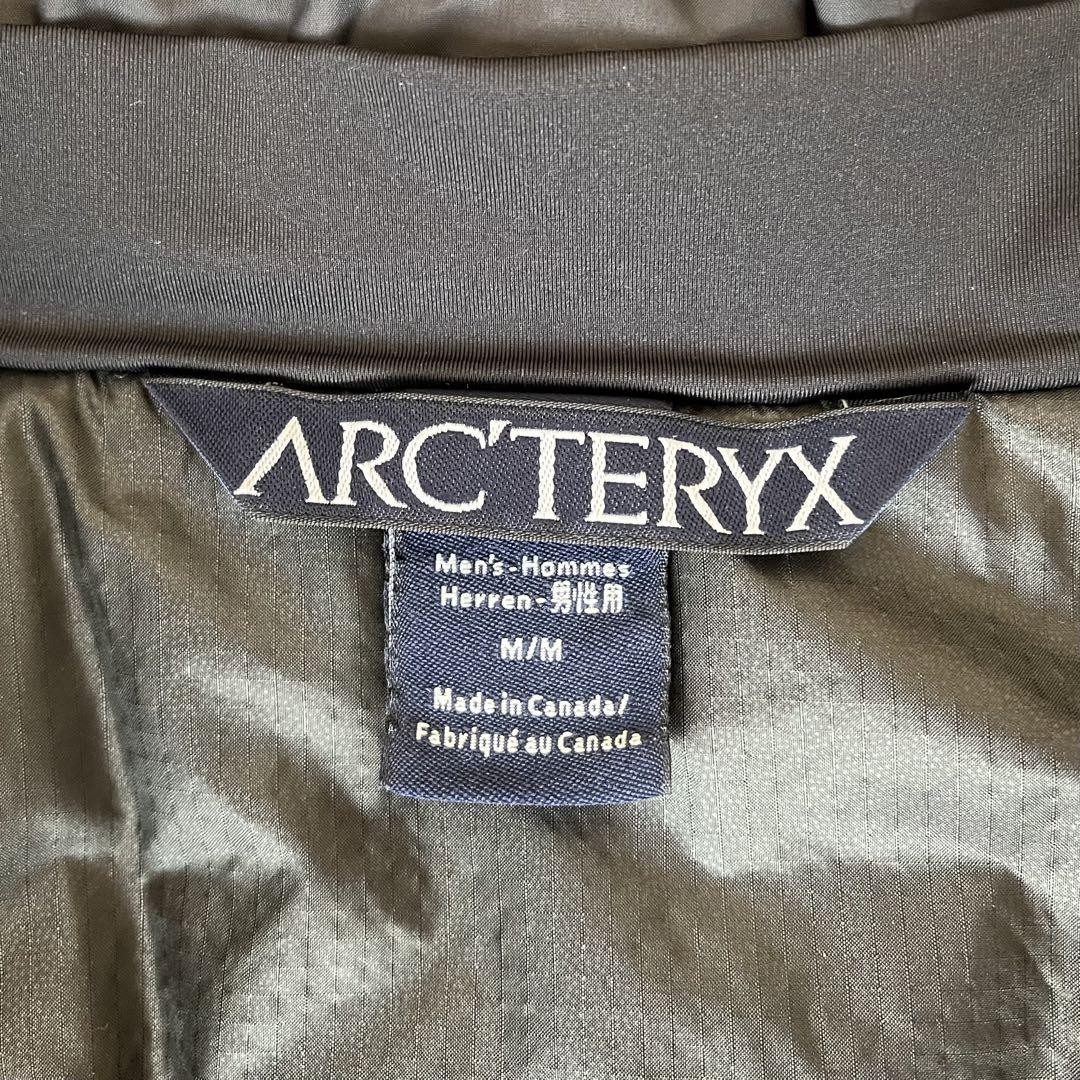 ARC'TERYX
Men's-Hommes
Herren-男性用
M/M
Made in Canada/
Fabriqué au Canada